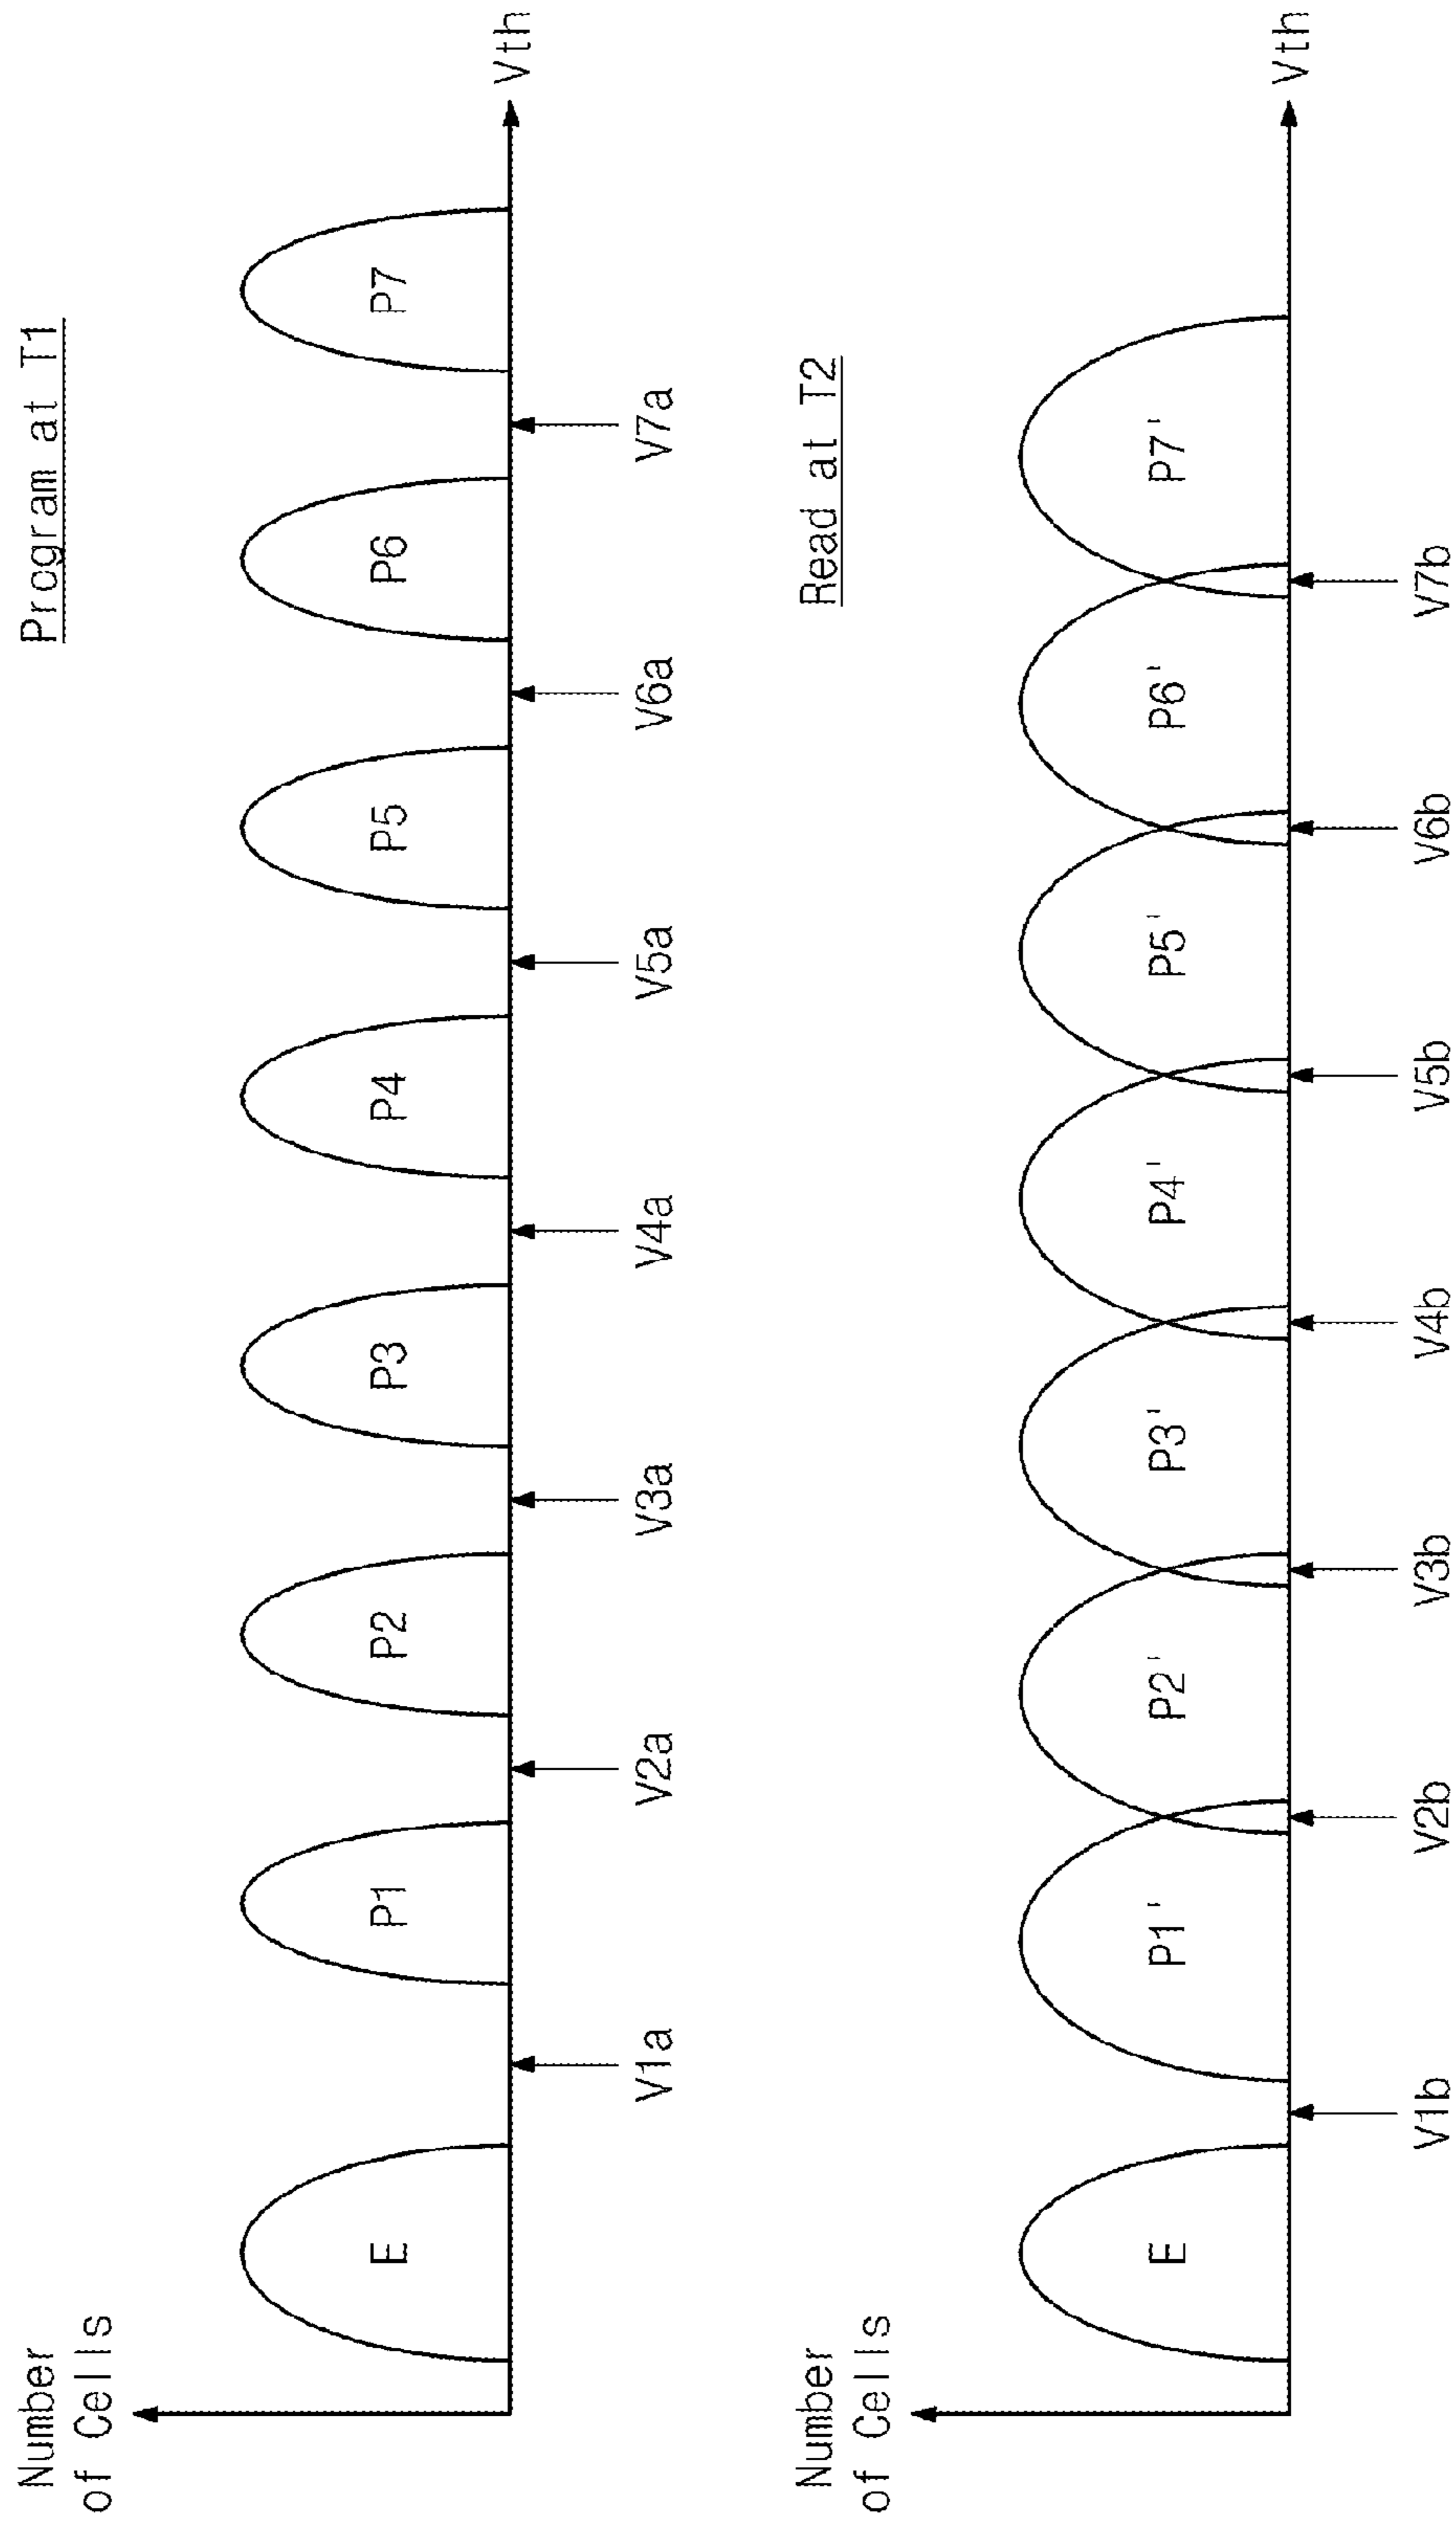 Program at T1
Number
of Cells
E
P1
P2
P3
P4
P5
P6
P7
Vth
V1a
V2a
V3a
V4a
V5a
V6a
V7a
Read at T2
Number
of Cells
E
P1'
P2'
P3'
P4'
P5'
P6'
P7'
Vth
V1b
V2b
V3b
V4b
V5b
V6b
V7b